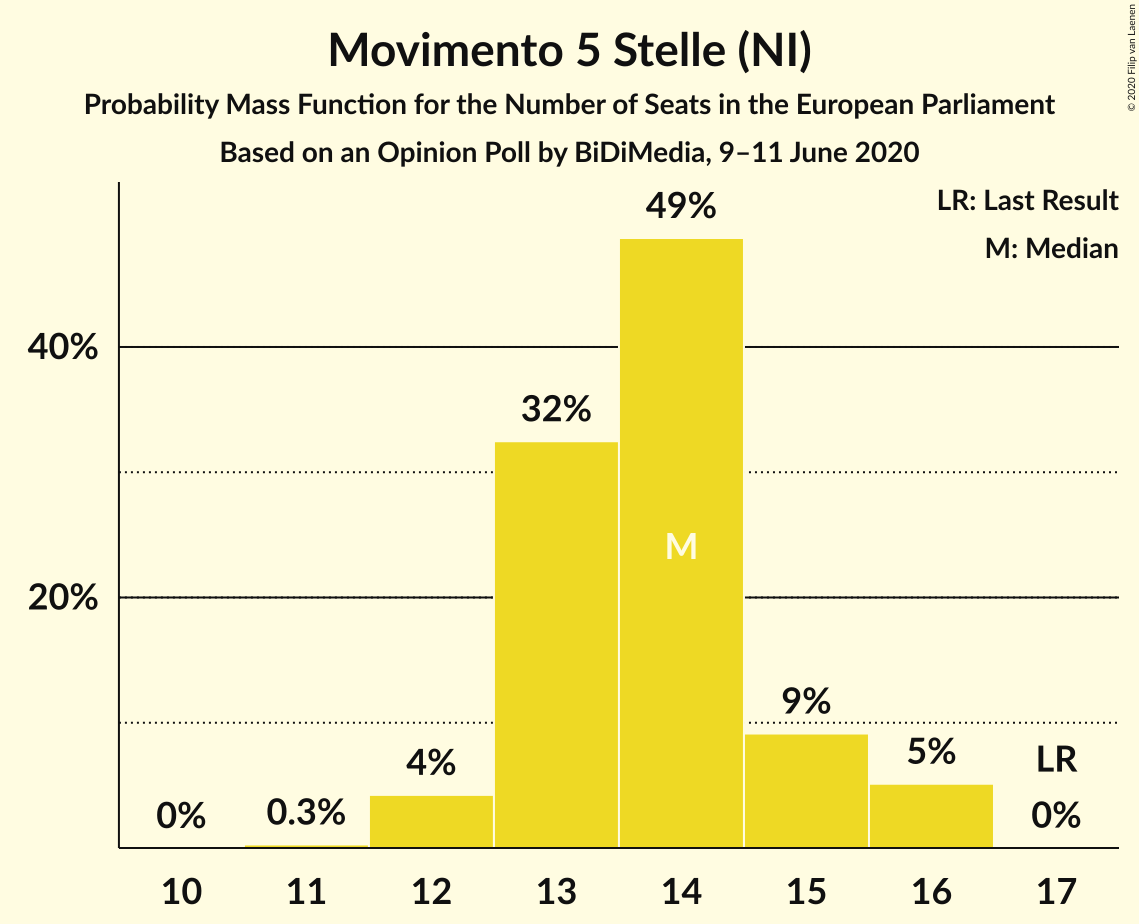 Movimento 5 Stelle (NI)
Probability Mass Function for the Number of Seats in the European Parliament
Based on an Opinion Poll by BiDiMedia, 9–11 June 2020
© 2020 Filip van Laenen
LR: Last Result
M: Median
40%
20%
0%
0.3%
4%
32%
49%
M
9%
5%
LR
0%
10 11 12 13 14 15 16 17